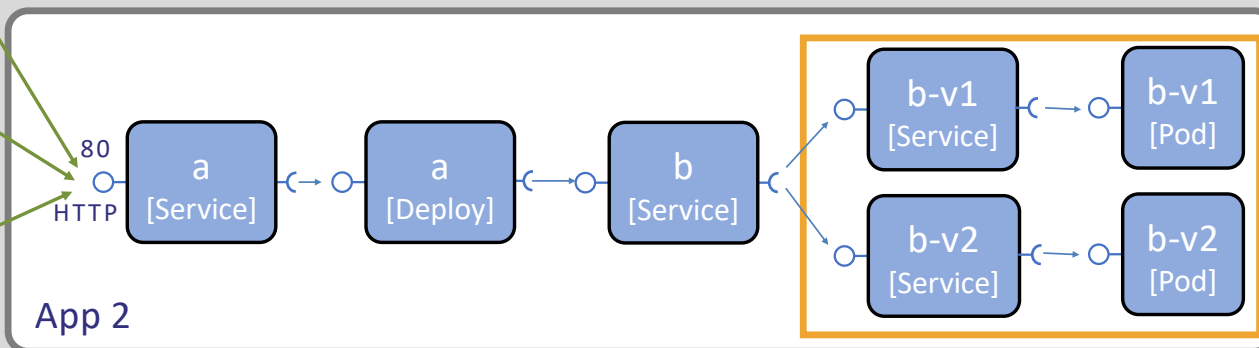 80
HTTP
a
[Service]
a
[Deploy]
b
[Service]
b-v1
[Service]
b-v1
[Pod]
b-v2
[Service]
b-v2
[Pod]
App 2